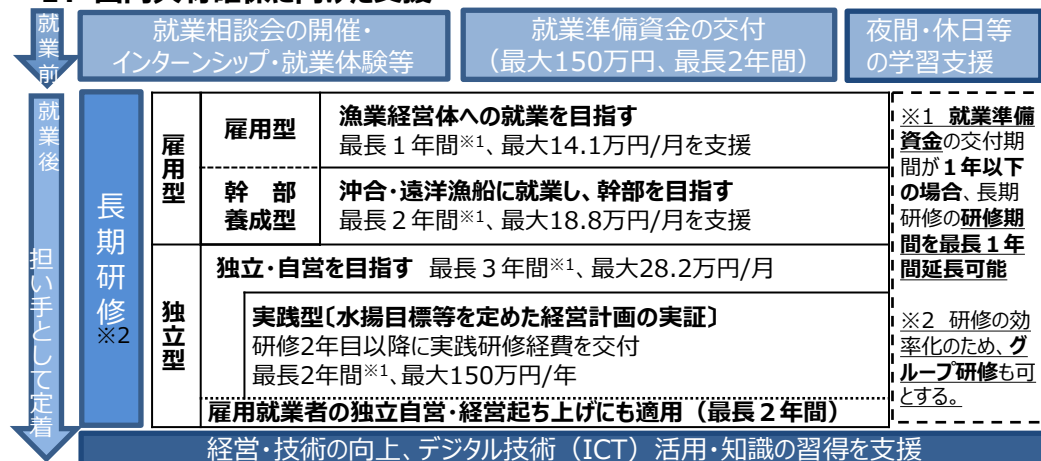 就業前
就業相談会の開催・
インターンシップ・就業体験等
就業準備資金の交付
（最大150万円、最長2年間）
夜間・休日等
の学習支援
就業後
担い手として定着
長期研修
※2
雇用型
雇用型
漁業経営体への就業を目指す
最長１年間※1、最大14.1万円/月を支援
幹　部
養成型
沖合・遠洋漁船に就業し、幹部を目指す
最長２年間※1、最大18.8万円/月を支援
独立型
独立・自営を目指す 最長３年間※1、最大28.2万円/月
実践型〔水揚目標等を定めた経営計画の実証〕
研修2年目以降に実践研修経費を交付
最長2年間※1、最大150万円/年
雇用就業者の独立自営・経営起ち上げにも適用（最長２年間）
※1 就業準備
資金の交付期
間が１年以下
の場合、長期
研修の研修期
間を最長１年
間延長可能
※2 研修の効
率化のため、グ
ループ研修も可
とする。
経営・技術の向上、デジタル技術（ICT）活用・知識の習得を支援